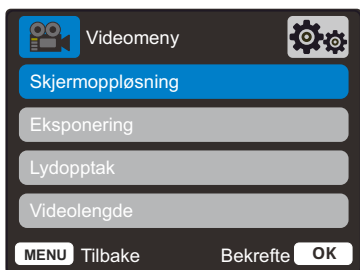 Videomeny
Skjermoppløsning
Eksponering
Lydopptak
Videolengde
MENU Tilbake Bekrefte OK